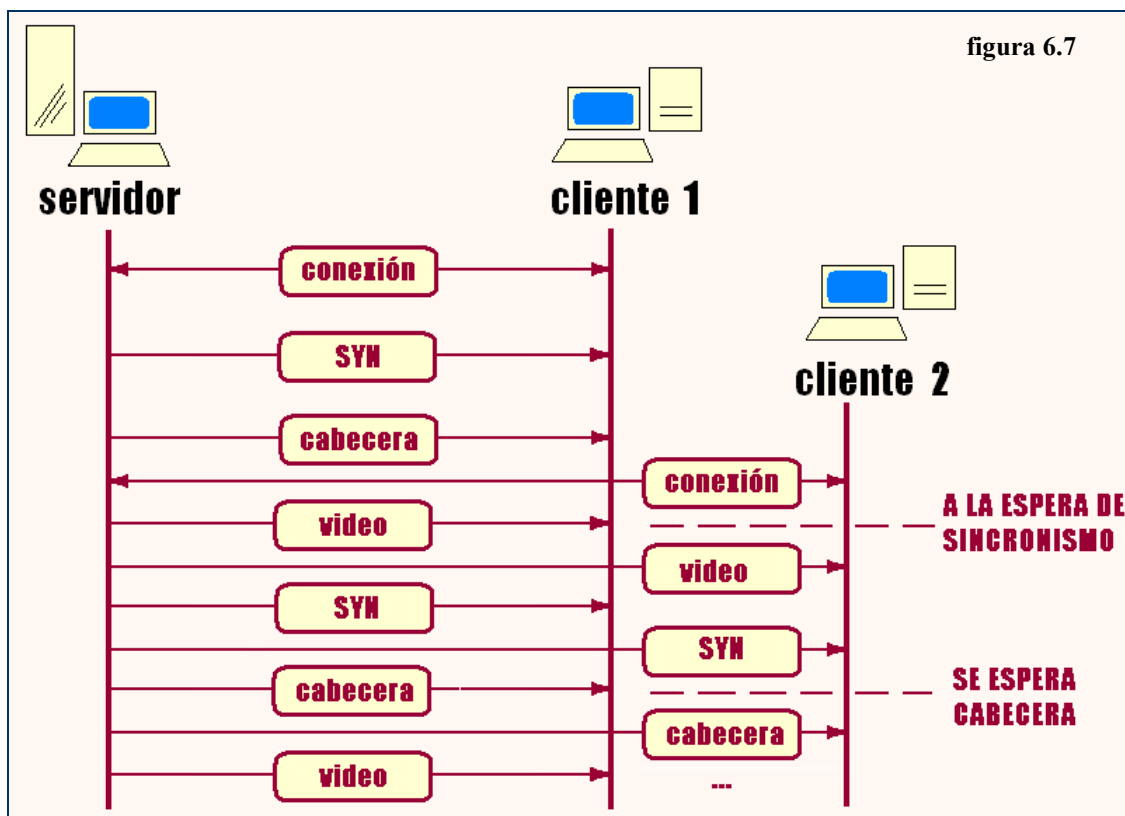 figura 6.7
servidor
cliente 1
conexión
SYN
cliente 2
cabecera
conexión
video
A LA ESPERA DE
SINCRONISMO
video
SYN
SYN
cabecera
SE ESPERA
CABECERA
cabecera
video
...